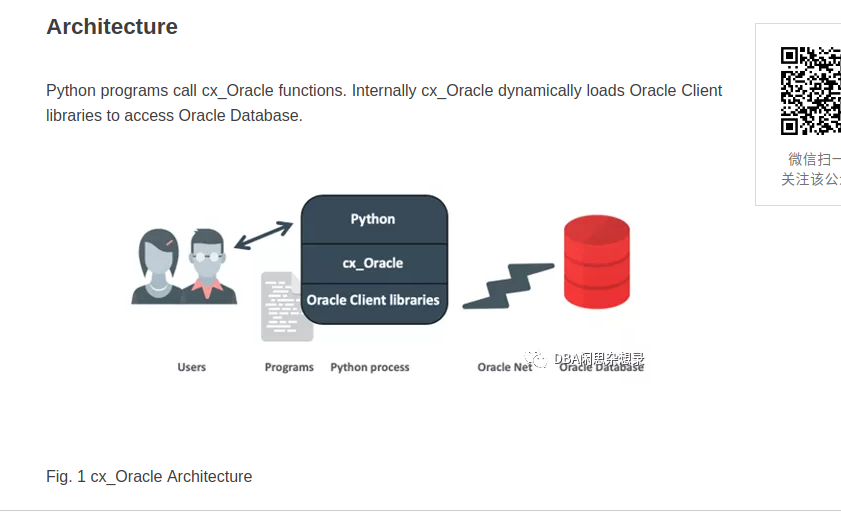 Architecture
Python programs call cx_Oracle functions. Internally cx_Oracle dynamically loads Oracle Client
libraries to access Oracle Database.
Python
cx_Oracle
Oracle Client libraries
Users
Programs
Python process
Oracle Net
Oracle Database
DBA闲思杂想录
Fig. 1 cx_Oracle Architecture
微信扫一
关注该公